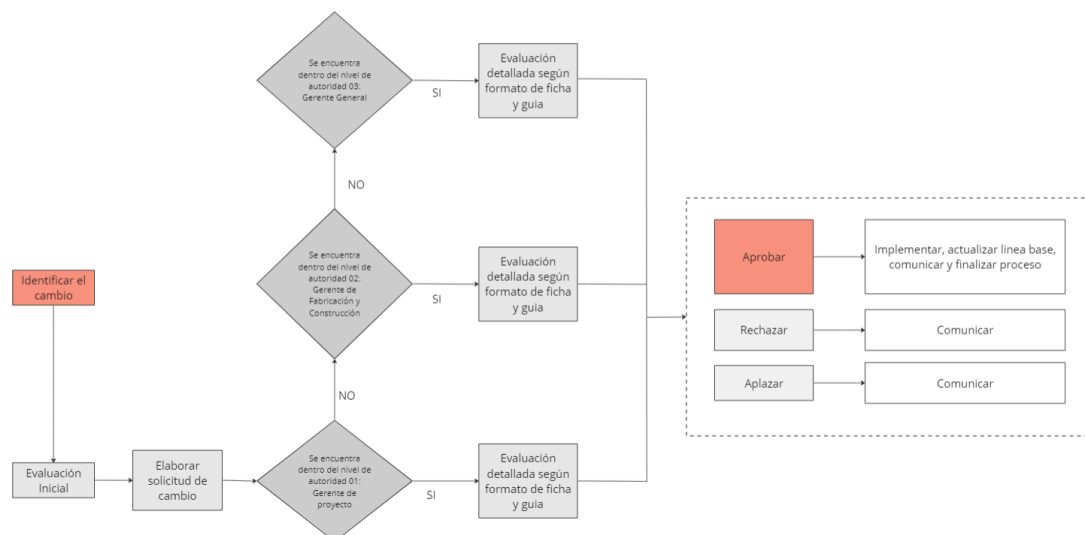 Se encuentra
dentro del nivel de
autoridad 03:
Gerente General
SI
Evaluación
detallada según
formato de ficha
y guia
NO
Se encuentra
dentro del nivel de
autoridad 02:
Gerente de
Fabricación y
Construcción
SI
Evaluación
detallada según
formato de ficha
y guia
NO
Identificar el
cambio
Evaluación
Inicial
Elaborar
solicitud de
cambio
Se encuentra
dentro del nivel de
autoridad 01:
Gerente de
proyecto
SI
Evaluación
detallada según
formato de ficha
y guia
Aprobar
Implementar, actualizar linea base,
comunicar y finalizar proceso
Rechazar
Comunicar
Aplazar
Comunicar